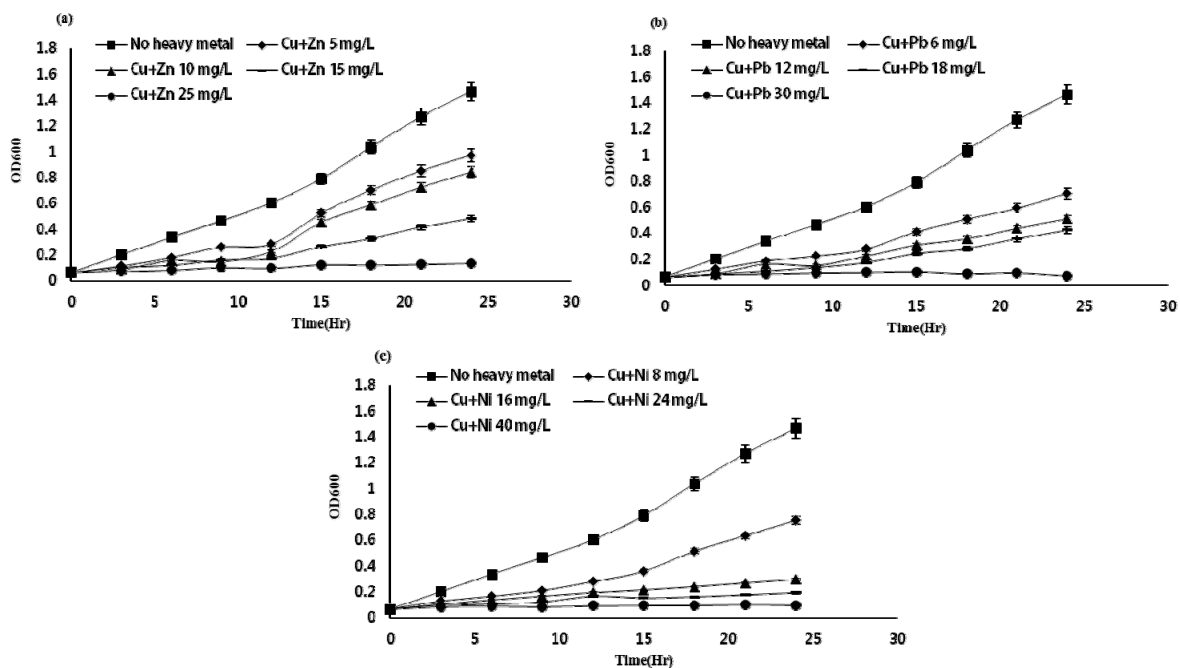 (a)
No heavy metal Cu+Zn 5 mg/L
Cu+Zn 10 mg/L Cu+Zn 15 mg/L
Cu+Zn 25 mg/L
1.8
1.6
1.4
1.2
1
0.8
0.6
0.4
0.2
0
OD600
0 5 10 15 20 25 30
Time(Hr)
(b)
No heavy metal Cu+Pb 6 mg/L
Cu+Pb 12 mg/L Cu+Pb 18 mg/L
Cu+Pb 30 mg/L
1.8
1.6
1.4
1.2
1
0.8
0.6
0.4
0.2
0
OD600
0 5 10 15 20 25 30
Time(Hr)
(c)
No heavy metal Cu+Ni 8 mg/L
Cu+Ni 16 mg/L Cu+Ni 24 mg/L
Cu+Ni 40 mg/L
1.8
1.6
1.4
1.2
1
0.8
0.6
0.4
0.2
0
OD600
0 5 10 15 20 25 30
Time(Hr)